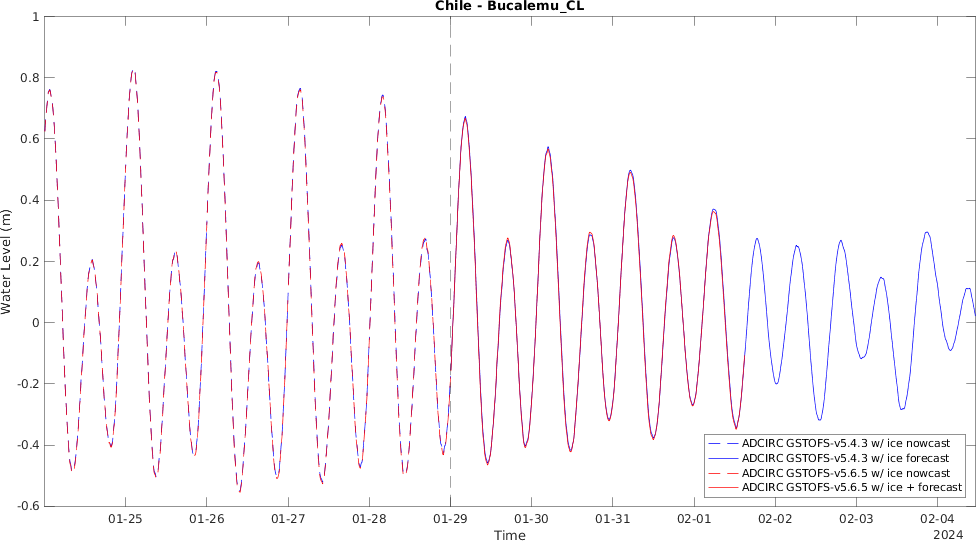 Chile - Bucalemu_CL
Water Level (m)
1
0.8
0.6
0.4
0.2
0
-0.2
-0.4
-0.6
ADCIRC GSTOFS-v5.4.3 w/ ice nowcast
ADCIRC GSTOFS-v5.4.3 w/ ice forecast
ADCIRC GSTOFS-v5.6.5 w/ ice nowcast
ADCIRC GSTOFS-v5.6.5 w/ ice + forecast
01-25 01-26 01-27 01-28 01-29 01-30 01-31 02-01 02-02 02-03 02-04
Time
2024